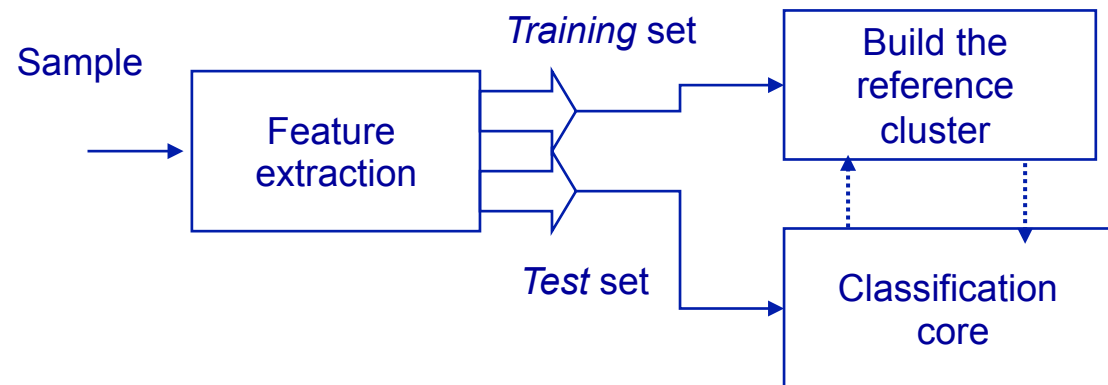 Sample
Feature
extraction
Training set
Test set
Build the
reference
cluster
Classification
core